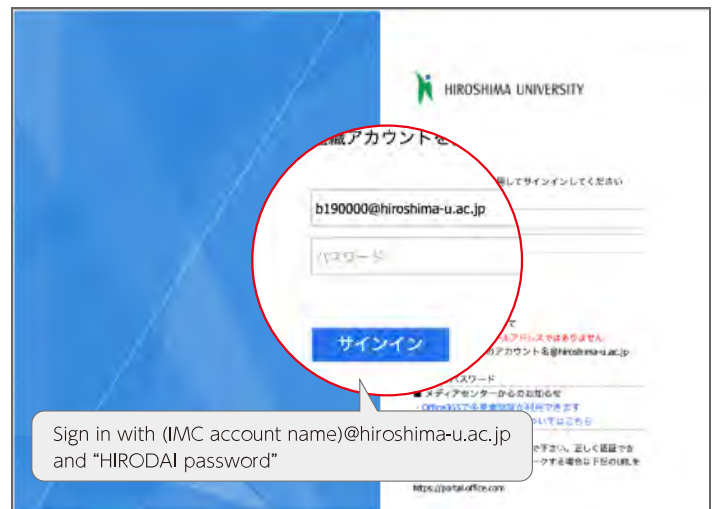 HIROSHIMA UNIVERSITY
組織アカウントを
してサインインしてください
b190000@hiroshima-u.ac.jp
パスワード
て
ールアドレスではありません
アカウント名@hiroshima-u.ac.jp
サインイン
パスワード
■ メディアセンターからのお知らせ
・Office365で多要素認証が利用できます
ついてはこちら
Sign in with (IMC account name)@hiroshima-u.ac.jp
and “HIRODAI password”
で下さい。正しく認証でき
ークする場合は下記のURLを
https://portal.office.com